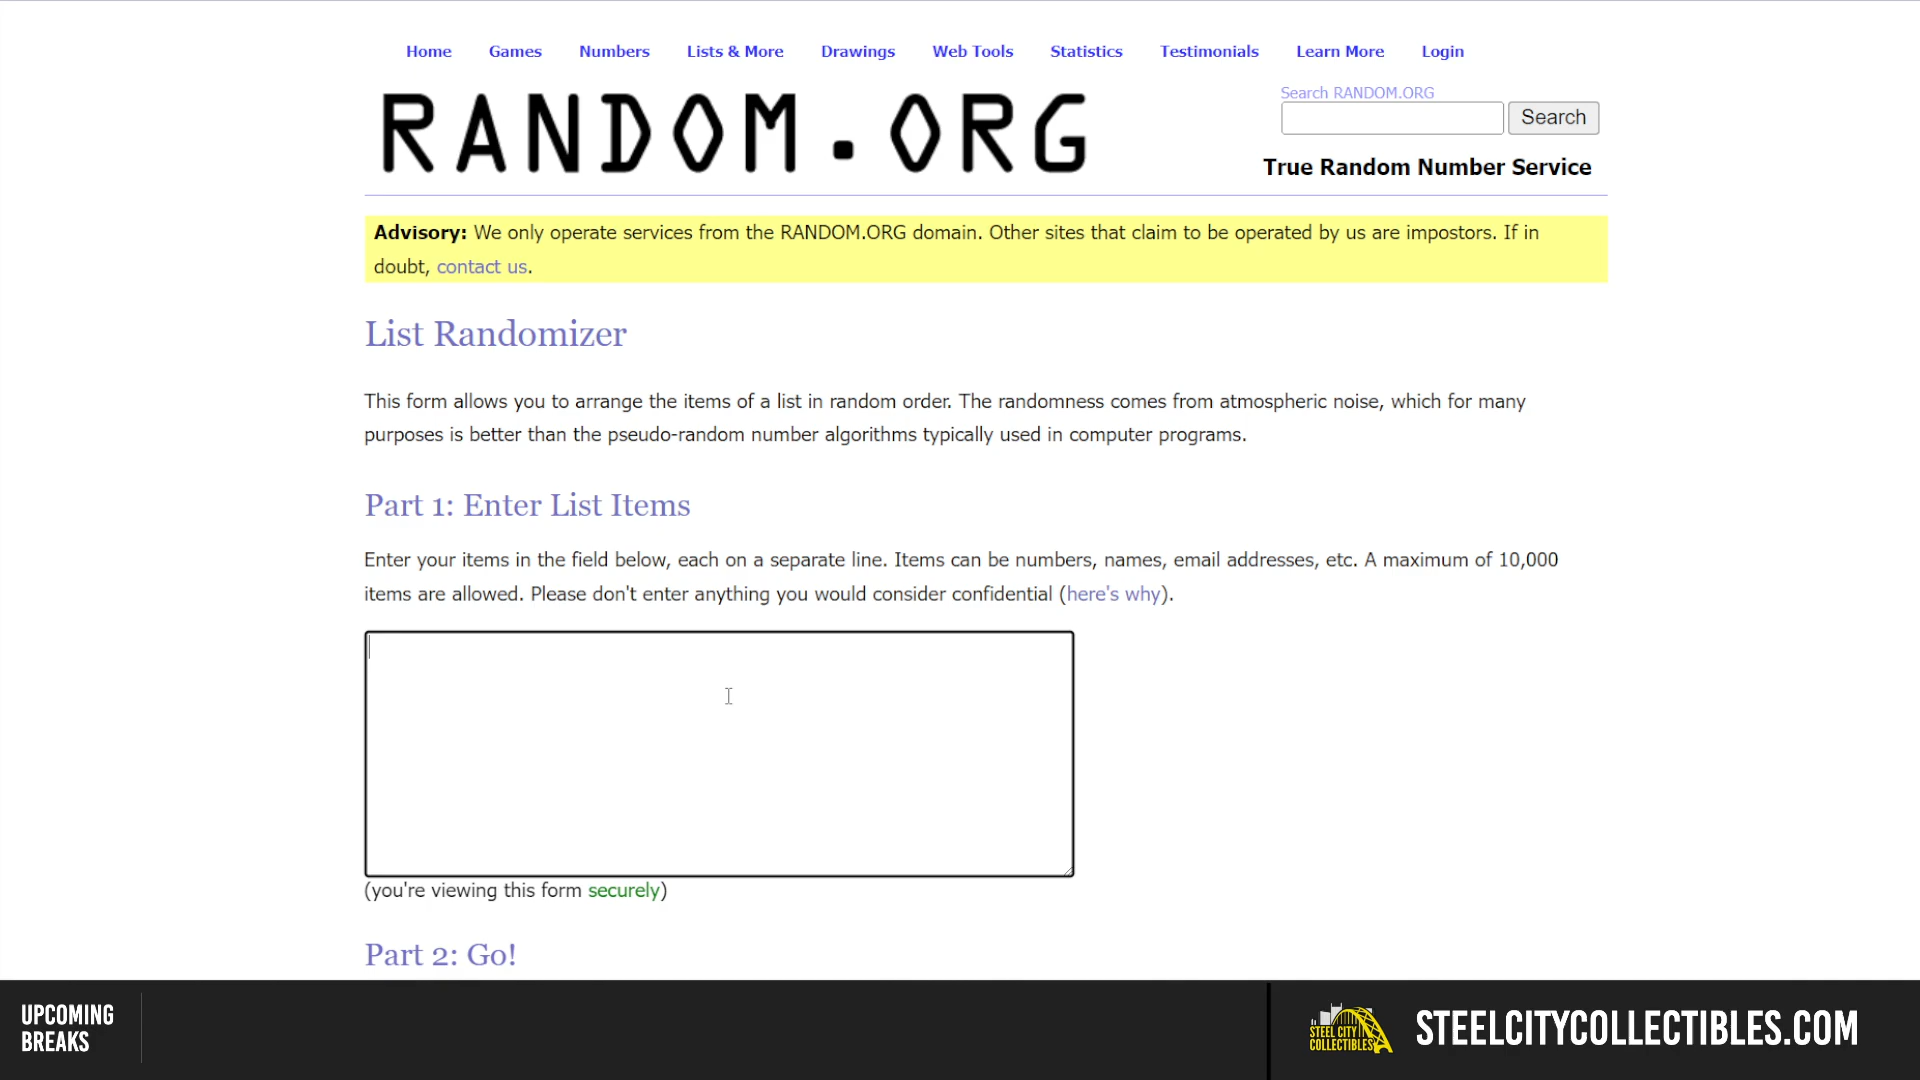 Home Games Numbers Lists & More Drawings Web Tools Statistics Testimonials Learn More Login
RANDOM.ORG
Search RANDOM.ORG
Search
True Random Number Service
Advisory: We only operate services from the RANDOM.ORG domain. Other sites that claim to be operated by us are impostors. If in
doubt, contact us.
List Randomizer
This form allows you to arrange the items of a list in random order. The randomness comes from atmospheric noise, which for many
purposes is better than the pseudo-random number algorithms typically used in computer programs.
Part 1: Enter List Items
Enter your items in the field below, each on a separate line. Items can be numbers, names, email addresses, etc. A maximum of 10,000
items are allowed. Please don't enter anything you would consider confidential (here's why).
(you're viewing this form securely)
Part 2: Go!
UPCOMING
BREAKS
STEEL CITY
COLLECTIBLES
STEELCITYCOLLECTIBLES.COM